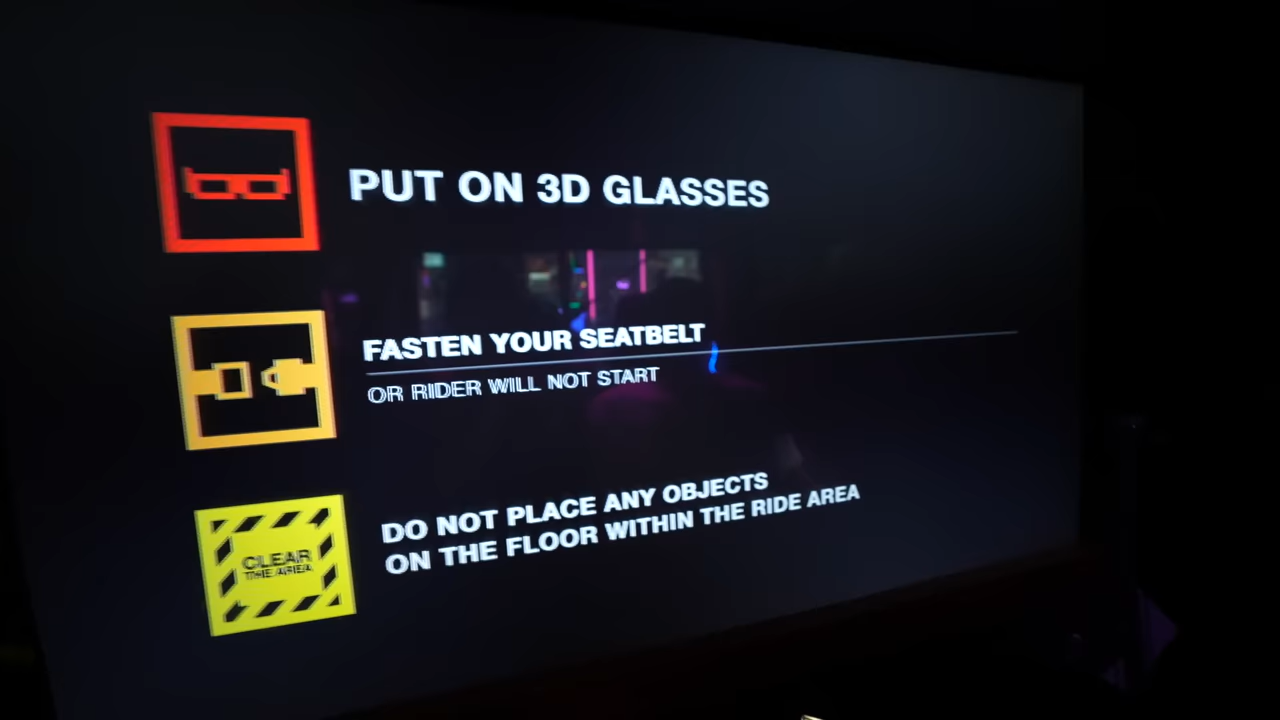 PUT ON 3D GLASSES
FASTEN YOUR SEATBELT
OR RIDER WILL NOT START
CLEAR
THE AREA
DO NOT PLACE ANY OBJECTS
ON THE FLOOR WITHIN THE RIDE AREA